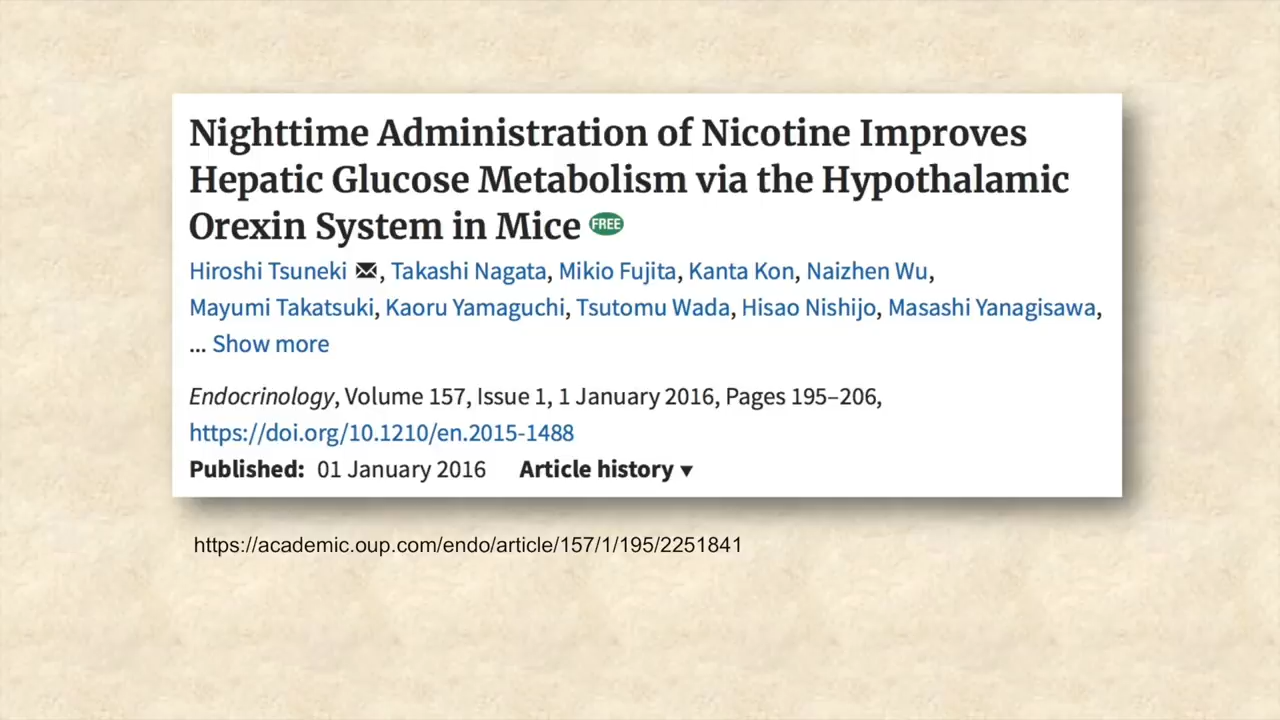 Nighttime Administration of Nicotine Improves
Hepatic Glucose Metabolism via the Hypothalamic
Orexin System in Mice FREE
Hiroshi Tsuneki , Takashi Nagata, Mikio Fujita, Kanta Kon, Naizhen Wu,
Mayumi Takatsuki, Kaoru Yamaguchi, Tsutomu Wada, Hisao Nishijo, Masashi Yanagisawa,
... Show more
Endocrinology, Volume 157, Issue 1, 1 January 2016, Pages 195–206,
https://doi.org/10.1210/en.2015-1488
Published: 01 January 2016 Article history ▾
https://academic.oup.com/endo/article/157/1/195/2251841